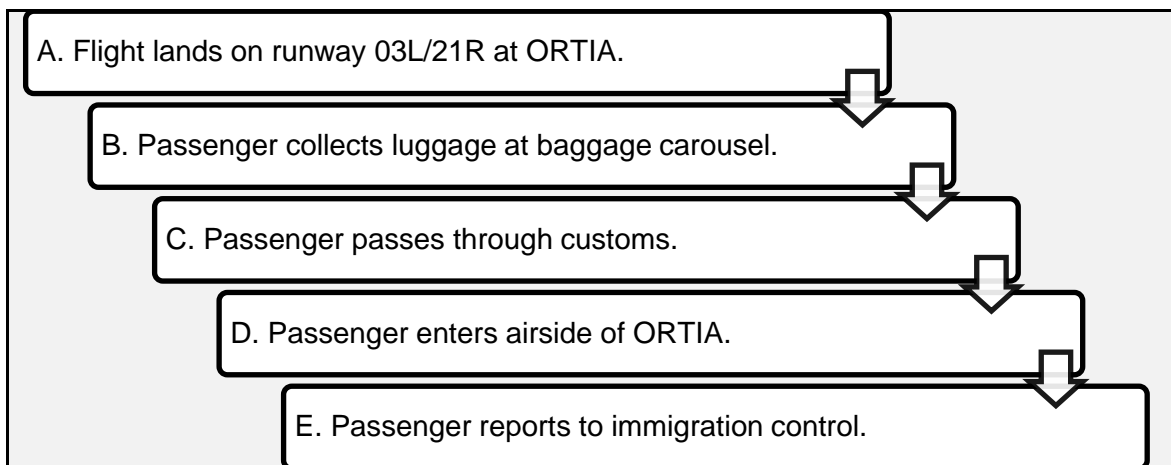 A. Flight lands on runway 03L/21R at ORTIA.
B. Passenger collects luggage at baggage carousel.
C. Passenger passes through customs.
D. Passenger enters airside of ORTIA.
E. Passenger reports to immigration control.